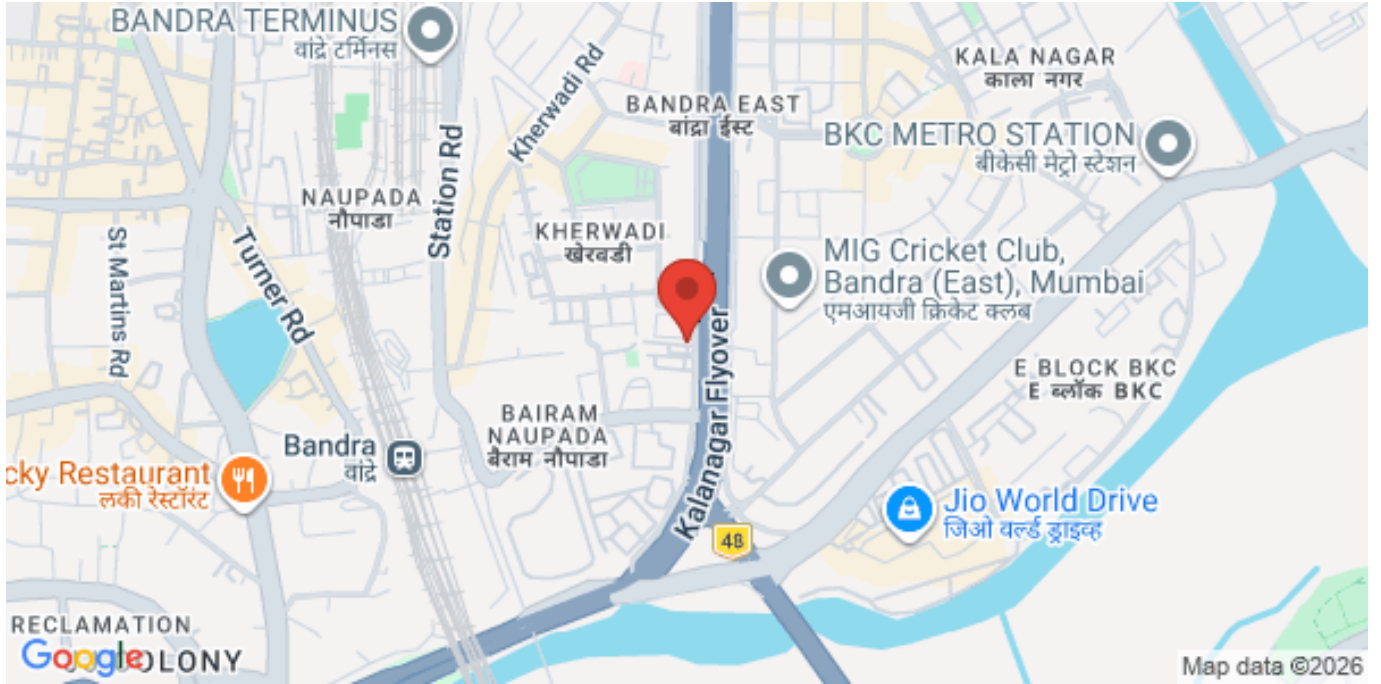 BANDRA TERMINUS
वांद्रे टर्मिनस
Kherwadi Rd
BANDRA EAST
बांद्रा ईस्ट
KALA NAGAR
काला नगर
BKC METRO STATION
बीकेसी मेट्रो स्टेशन
NAUPADA
नौपाडा
Station Rd
KHERWADI
खेरवडी
St Martins Rd
Turner Rd
MIG Cricket Club,
Bandra (East), Mumbai
एमआयजी क्रिकेट क्लब
Kalanagar Flyover
E BLOCK BKC
E ब्लॉक BKC
BAIRAM
NAUPADA
बैराम नौपाडा
Bandra
वांद्रे
cky Restaurant
लकी रेस्टॉरंट
Jio World Drive
जिओ वर्ल्ड ड्राइव्ह
48
RECLAMATION
Google
OLONY
Map data ©2026